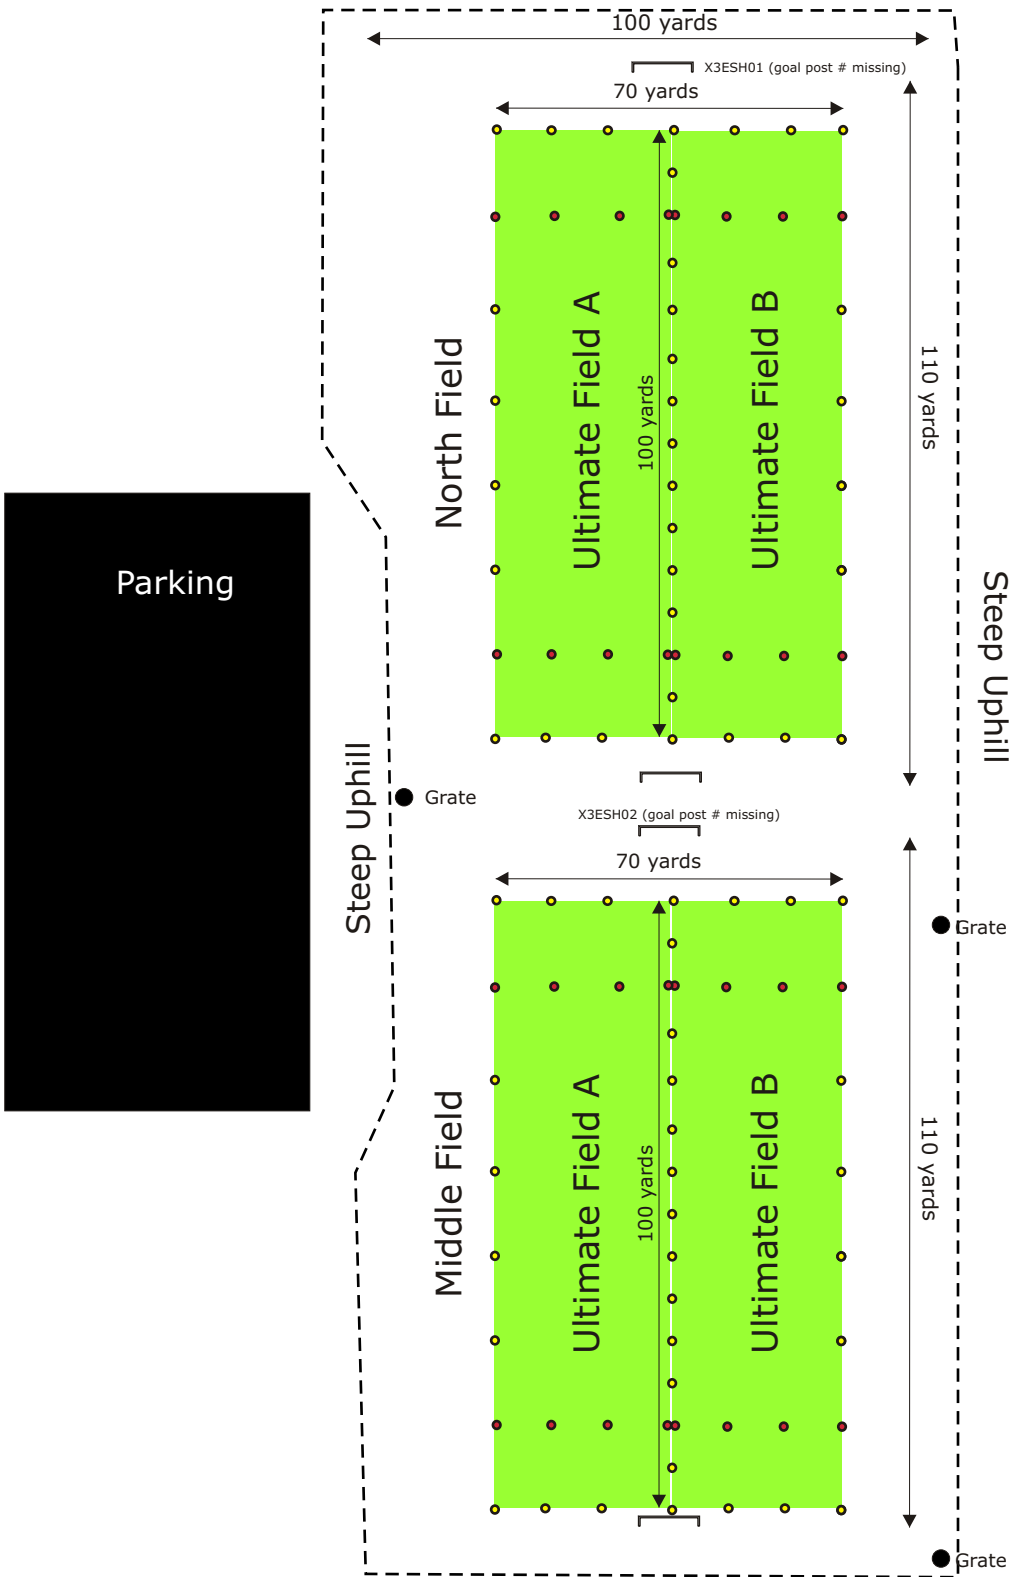 100 yards
X3ESH01 (goal post # missing)
70 yards
North Field
Ultimate Field A
100 yards
Ultimate Field B
110 yards
Parking
Steep Uphill
Steep Uphill
Grate
X3ESH02 (goal post # missing)
70 yards
Grate
Middle Field
Ultimate Field A
100 yards
Ultimate Field B
110 yards
Grate